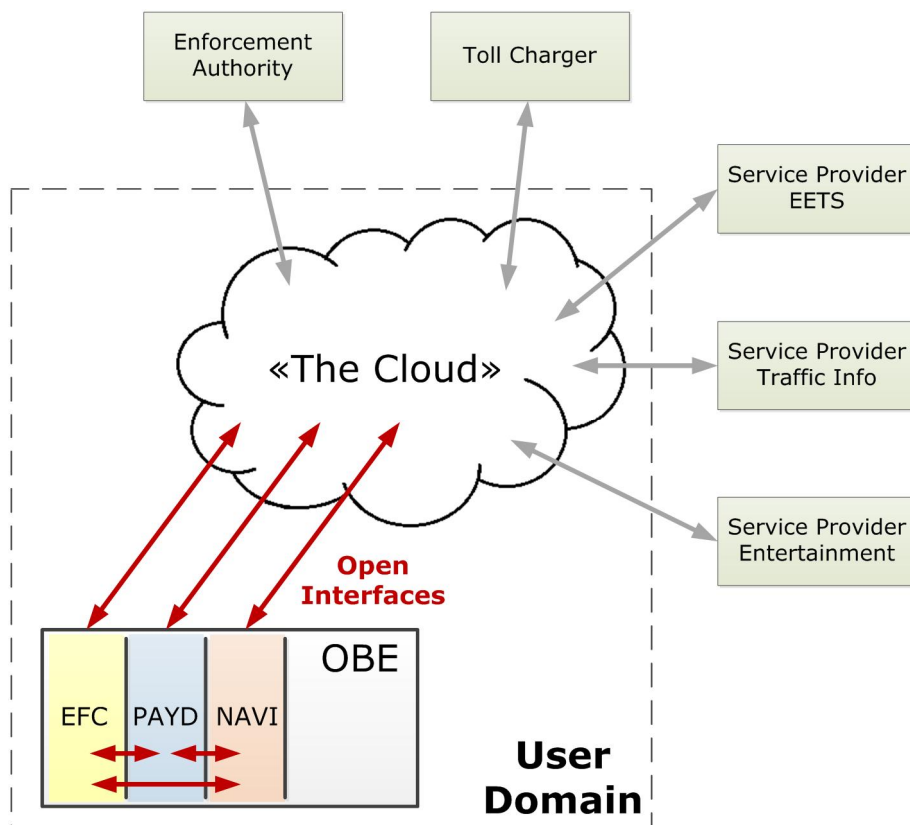 Enforcement
Authority
Toll Charger
Service Provider
EETS
«The Cloud»
Service Provider
Traffic Info
Service Provider
Entertainment
Open
Interfaces
OBE
EFC
PAYD
NAVI
User
Domain